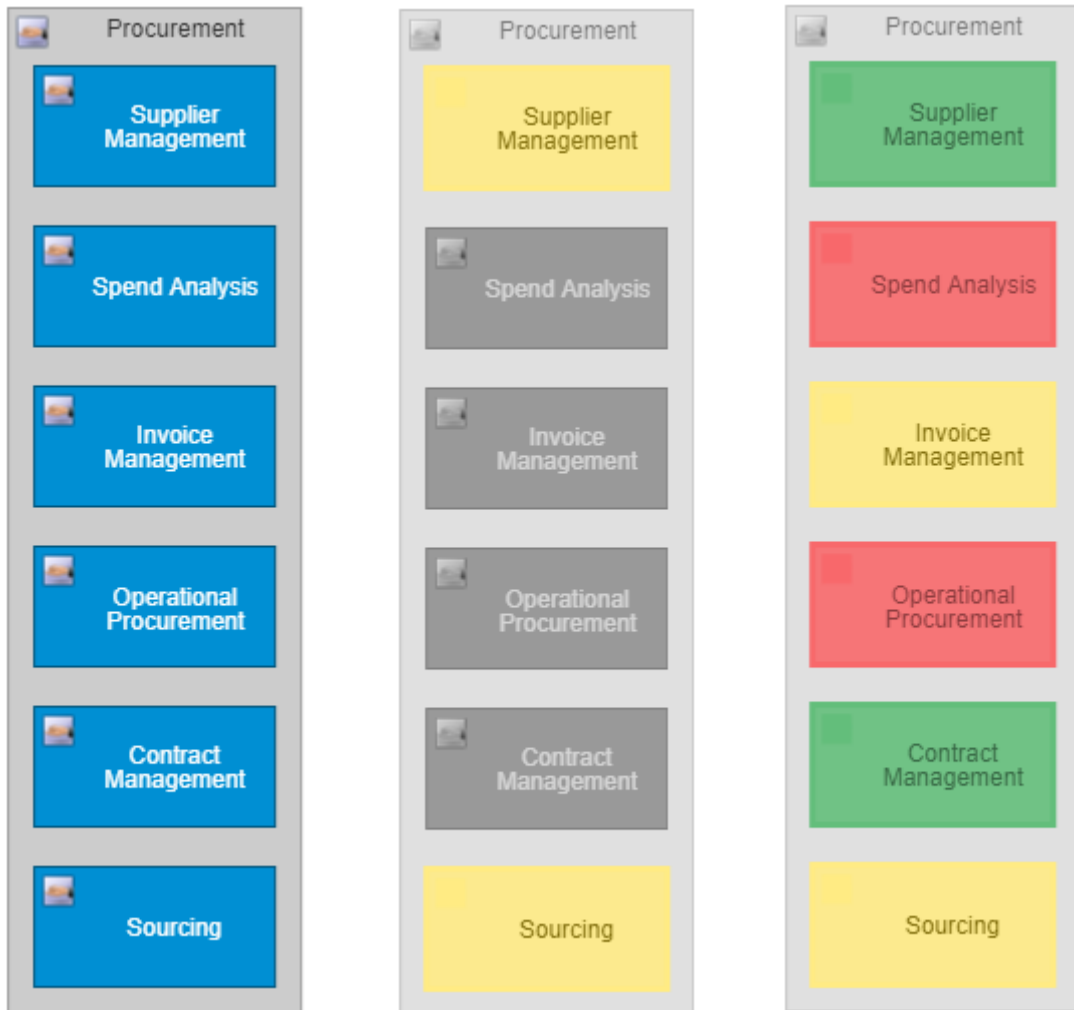 Procurement
Supplier
Management
Spend Analysis
Invoice
Management
Operational
Procurement
Contract
Management
Sourcing
Procurement
Supplier
Management
Spend Analysis
Invoice
Management
Operational
Procurement
Contract
Management
Sourcing
Procurement
Supplier
Management
Spend Analysis
Invoice
Management
Operational
Procurement
Contract
Management
Sourcing